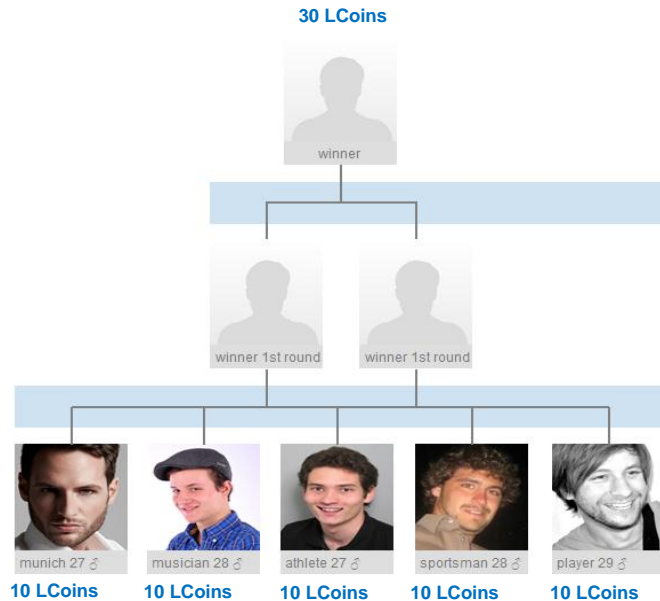 30 LCoins
winner
winner 1st round
winner 1st round
munich 27 ♂
musician 28 ♂
athlete 27 ♂
sportsman 28 ♂
player 29 ♂
10 LCoins
10 LCoins
10 LCoins
10 LCoins
10 LCoins